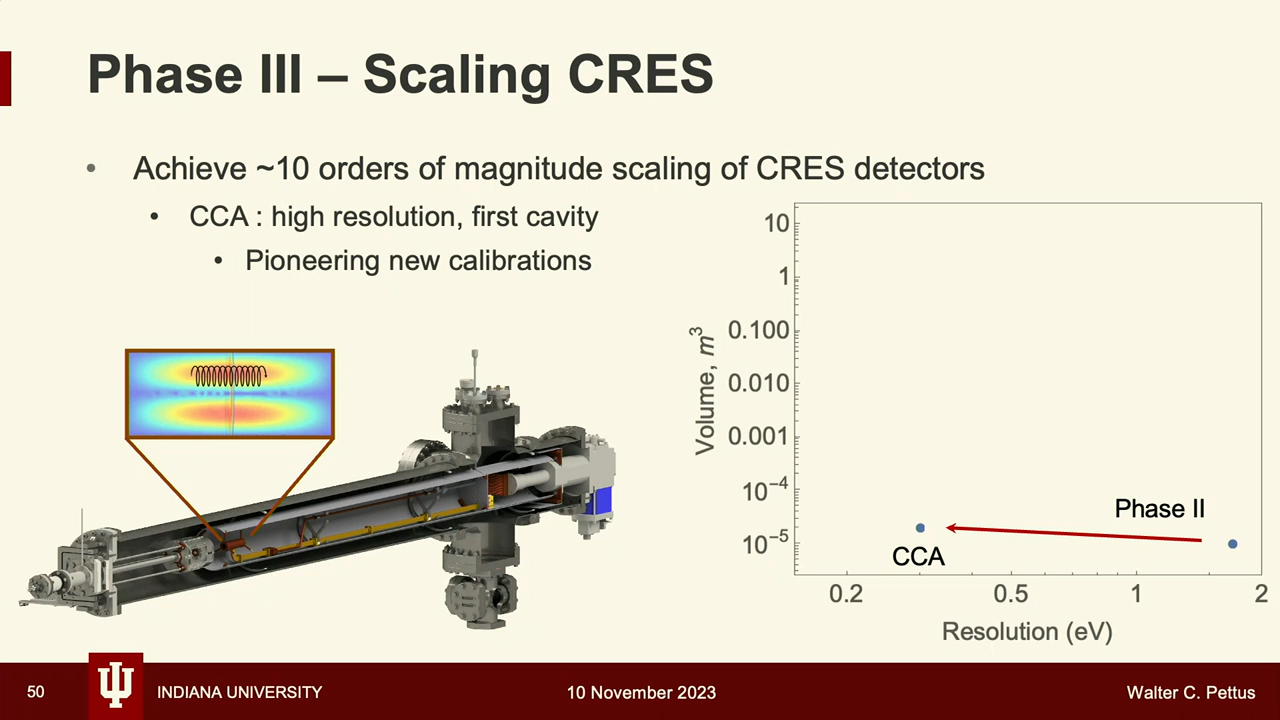 Phase III – Scaling CRES
• Achieve ~10 orders of magnitude scaling of CRES detectors
• CCA : high resolution, first cavity
• Pioneering new calibrations
10
1
0.100
0.010
0.001
10⁻⁴
10⁻⁵
Volume, m³
Phase II
CCA
0.2 0.5 1 2
Resolution (eV)
50 INDIANA UNIVERSITY 10 November 2023 Walter C. Pettus